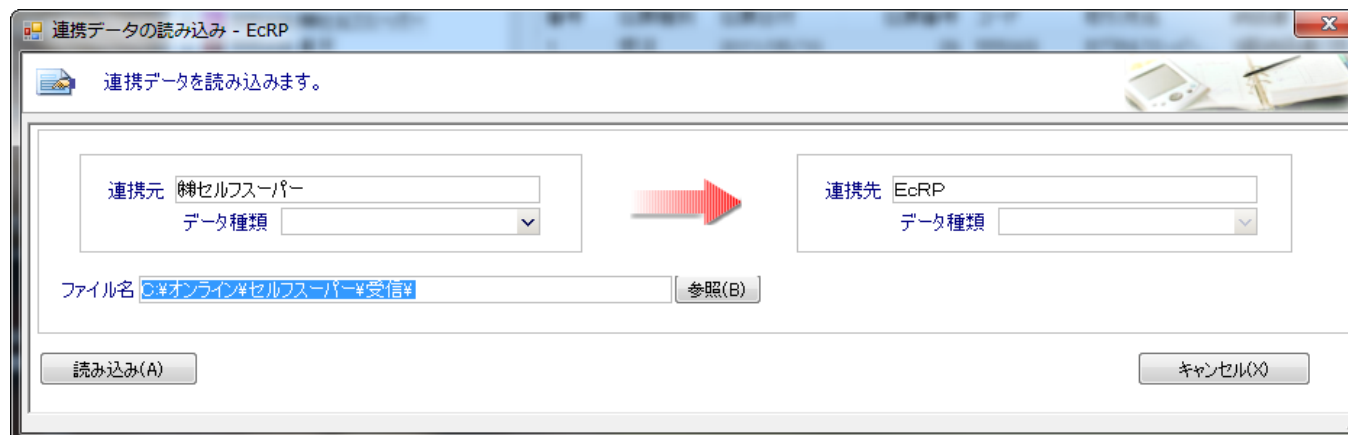 連携データの読み込み - EcRP
連携データを読み込みます。
連携元 ㈱セルフスーパー
データ種類
連携先 EcRP
データ種類
ファイル名 C:¥オンライン¥セルフスーパー¥受信¥ 参照(B)
読み込み(A) キャンセル(X)